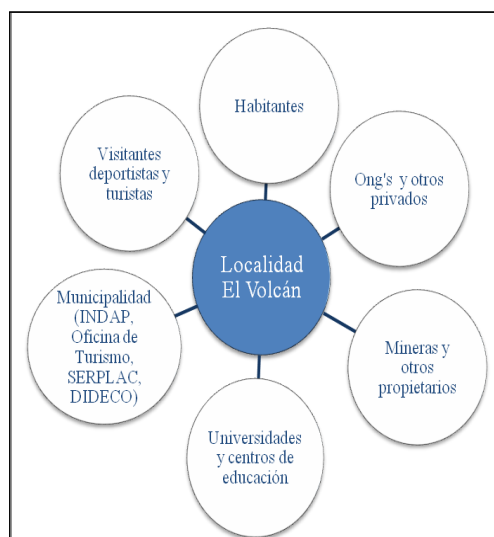 Habitantes
Visitantes
deportistas y
turistas
Ong's y otros
privados
Localidad
El Volcán
Municipalidad
(INDAP,
Oficina de
Turismo,
SERPLAC,
DIDECO)
Mineras y
otros
propietarios
Universidades
y centros de
educación